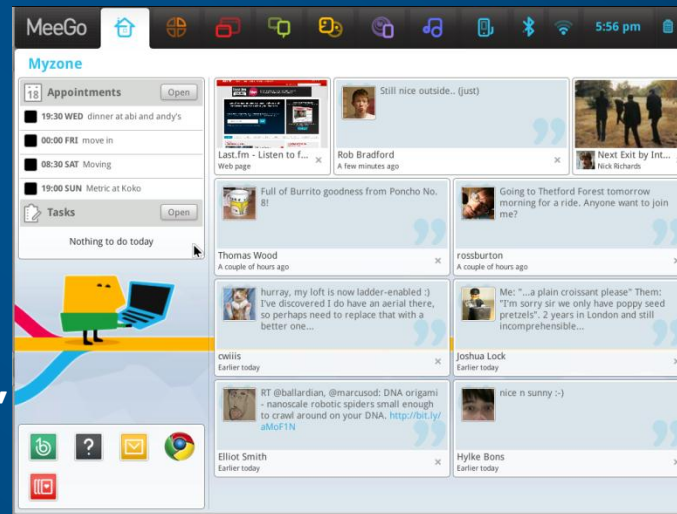 MeeGo
5:56 pm
Myzone
18 Appointments Open
19:30 WED dinner at abi and andy's
00:00 FRI move in
08:30 SAT Moving
19:00 SUN Metric at Koko
Tasks Open
Nothing to do today
Last.fm - Listen to f...
Web page
Still nice outside.. (just)
Rob Bradford
A few minutes ago
Next Exit by Int...
Nick Richards
Full of Burrito goodness from Poncho No.
8!
Thomas Wood
A couple of hours ago
Going to Thetford Forest tomorrow
morning for a ride. Anyone want to join
me?
rossburton
A couple of hours ago
hurray, my loft is now ladder-enabled :)
I've discovered I do have an aerial there,
so perhaps need to replace that with a
better one...
cwiiis
Earlier today
Me: "...a plain croissant please" Them:
"I'm sorry sir we only have poppy seed
pretzels". 2 years in London and still
incomprehensible...
Joshua Lock
Earlier today
RT @ballardian, @marcusod: DNA origami
- nanoscale robotic spiders small enough
to crawl around on your DNA. http://bit.ly/
aMoF1N
Elliot Smith
Earlier today
nice n sunny :-)
Hylke Bons
Earlier today